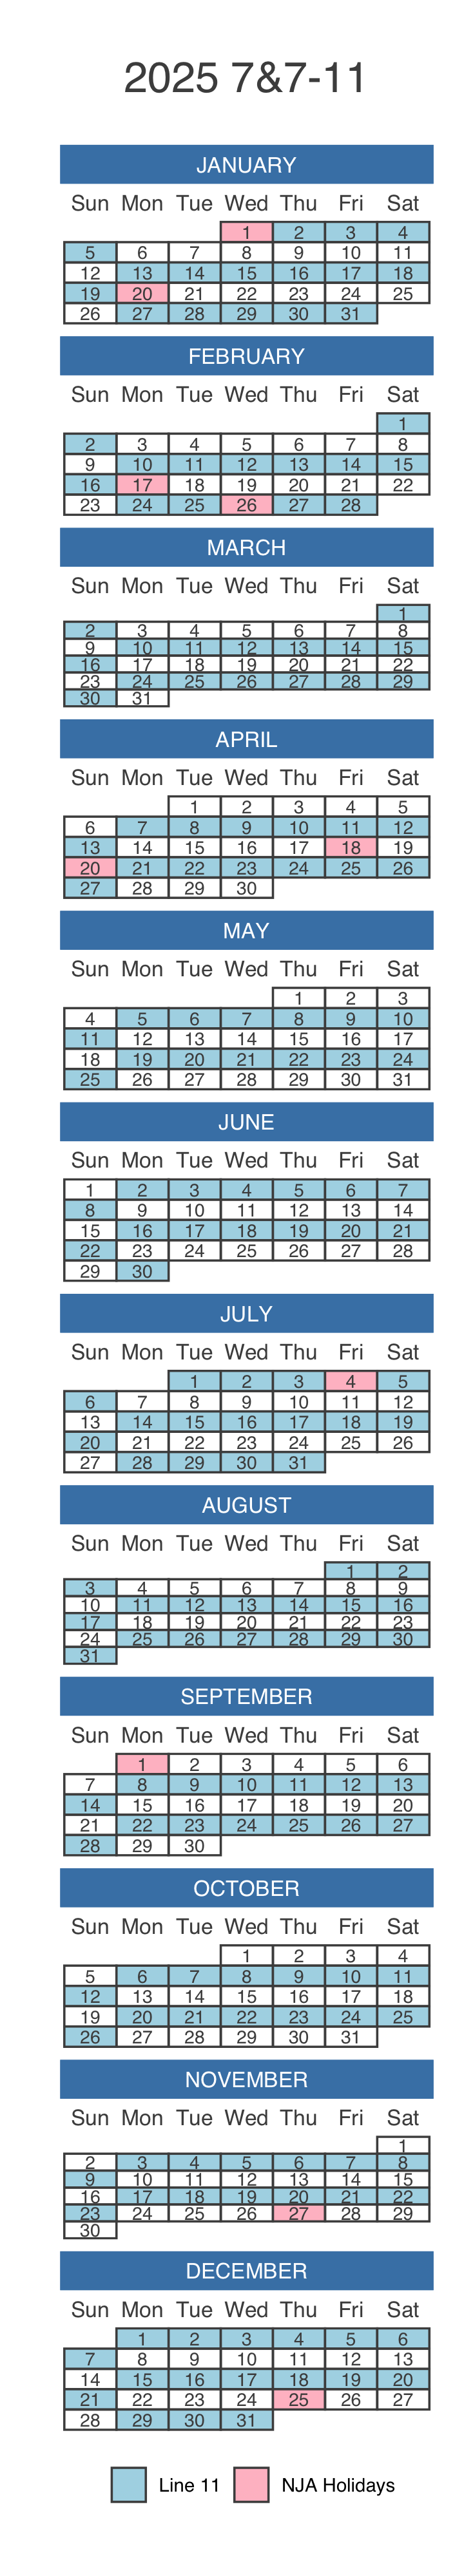 2025 7&7-11
JANUARY
Sun Mon Tue Wed Thu Fri Sat
1 2 3 4
5 6 7 8 9 10 11
12 13 14 15 16 17 18
19 20 21 22 23 24 25
26 27 28 29 30 31
FEBRUARY
Sun Mon Tue Wed Thu Fri Sat
1
2 3 4 5 6 7 8
9 10 11 12 13 14 15
16 17 18 19 20 21 22
23 24 25 26 27 28
MARCH
Sun Mon Tue Wed Thu Fri Sat
1
2 3 4 5 6 7 8
9 10 11 12 13 14 15
16 17 18 19 20 21 22
23 24 25 26 27 28 29
30 31
APRIL
Sun Mon Tue Wed Thu Fri Sat
1 2 3 4 5
6 7 8 9 10 11 12
13 14 15 16 17 18 19
20 21 22 23 24 25 26
27 28 29 30
MAY
Sun Mon Tue Wed Thu Fri Sat
1 2 3
4 5 6 7 8 9 10
11 12 13 14 15 16 17
18 19 20 21 22 23 24
25 26 27 28 29 30 31
JUNE
Sun Mon Tue Wed Thu Fri Sat
1 2 3 4 5 6 7
8 9 10 11 12 13 14
15 16 17 18 19 20 21
22 23 24 25 26 27 28
29 30
JULY
Sun Mon Tue Wed Thu Fri Sat
1 2 3 4 5
6 7 8 9 10 11 12
13 14 15 16 17 18 19
20 21 22 23 24 25 26
27 28 29 30 31
AUGUST
Sun Mon Tue Wed Thu Fri Sat
1 2
3 4 5 6 7 8 9
10 11 12 13 14 15 16
17 18 19 20 21 22 23
24 25 26 27 28 29 30
31
SEPTEMBER
Sun Mon Tue Wed Thu Fri Sat
1 2 3 4 5 6
7 8 9 10 11 12 13
14 15 16 17 18 19 20
21 22 23 24 25 26 27
28 29 30
OCTOBER
Sun Mon Tue Wed Thu Fri Sat
1 2 3 4
5 6 7 8 9 10 11
12 13 14 15 16 17 18
19 20 21 22 23 24 25
26 27 28 29 30 31
NOVEMBER
Sun Mon Tue Wed Thu Fri Sat
1
2 3 4 5 6 7 8
9 10 11 12 13 14 15
16 17 18 19 20 21 22
23 24 25 26 27 28 29
30
DECEMBER
Sun Mon Tue Wed Thu Fri Sat
1 2 3 4 5 6
7 8 9 10 11 12 13
14 15 16 17 18 19 20
21 22 23 24 25 26 27
28 29 30 31
Line 11 NJA Holidays